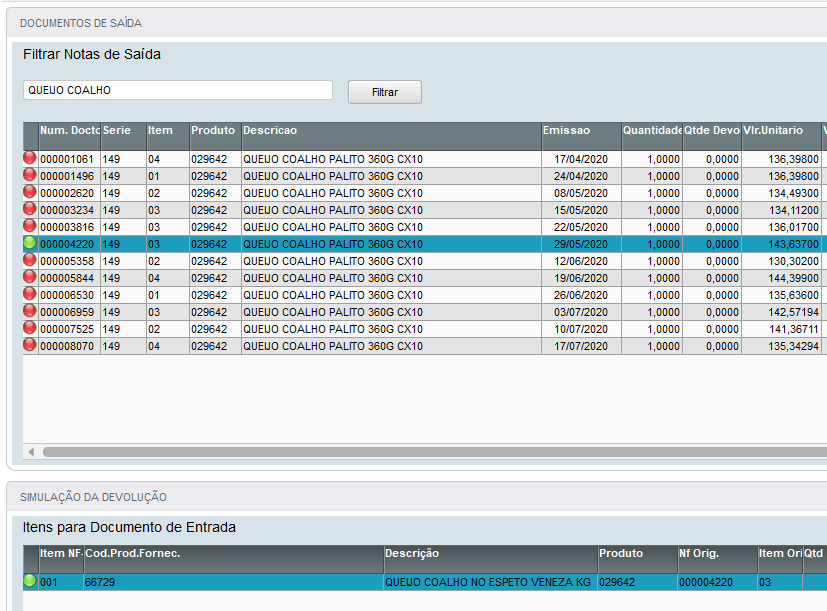 DOCUMENTOS DE SAÍDA
Filtrar Notas de Saída
QUEIJO COALHO Filtrar
Num. Docto Serie Item Produto Descricao Emissao Quantidade Qtde Devo Vlr.Unitario
000001061 149 04 029642 QUEIJO COALHO PALITO 360G CX10 17/04/2020 1,0000 0,0000 136,39800
000001496 149 01 029642 QUEIJO COALHO PALITO 360G CX10 24/04/2020 1,0000 0,0000 136,39800
000002620 149 02 029642 QUEIJO COALHO PALITO 360G CX10 08/05/2020 1,0000 0,0000 134,49300
000003234 149 03 029642 QUEIJO COALHO PALITO 360G CX10 15/05/2020 1,0000 0,0000 134,11200
000003816 149 03 029642 QUEIJO COALHO PALITO 360G CX10 22/05/2020 1,0000 0,0000 136,01700
000004220 149 03 029642 QUEIJO COALHO PALITO 360G CX10 29/05/2020 1,0000 0,0000 143,63700
000005358 149 02 029642 QUEIJO COALHO PALITO 360G CX10 12/06/2020 1,0000 0,0000 130,30200
000005844 149 04 029642 QUEIJO COALHO PALITO 360G CX10 19/06/2020 1,0000 0,0000 144,39900
000006530 149 01 029642 QUEIJO COALHO PALITO 360G CX10 26/06/2020 1,0000 0,0000 135,63600
000006959 149 03 029642 QUEIJO COALHO PALITO 360G CX10 03/07/2020 1,0000 0,0000 142,57194
000007525 149 02 029642 QUEIJO COALHO PALITO 360G CX10 10/07/2020 1,0000 0,0000 141,36711
000008070 149 04 029642 QUEIJO COALHO PALITO 360G CX10 17/07/2020 1,0000 0,0000 135,34294
SIMULAÇÃO DA DEVOLUÇÃO
Itens para Documento de Entrada
Item NF- Cod.Prod.Fornec. Descrição Produto Nf Orig. Item Ori Qtd
001 66729 QUEIJO COALHO NO ESPETO VENEZA KG 029642 000004220 03